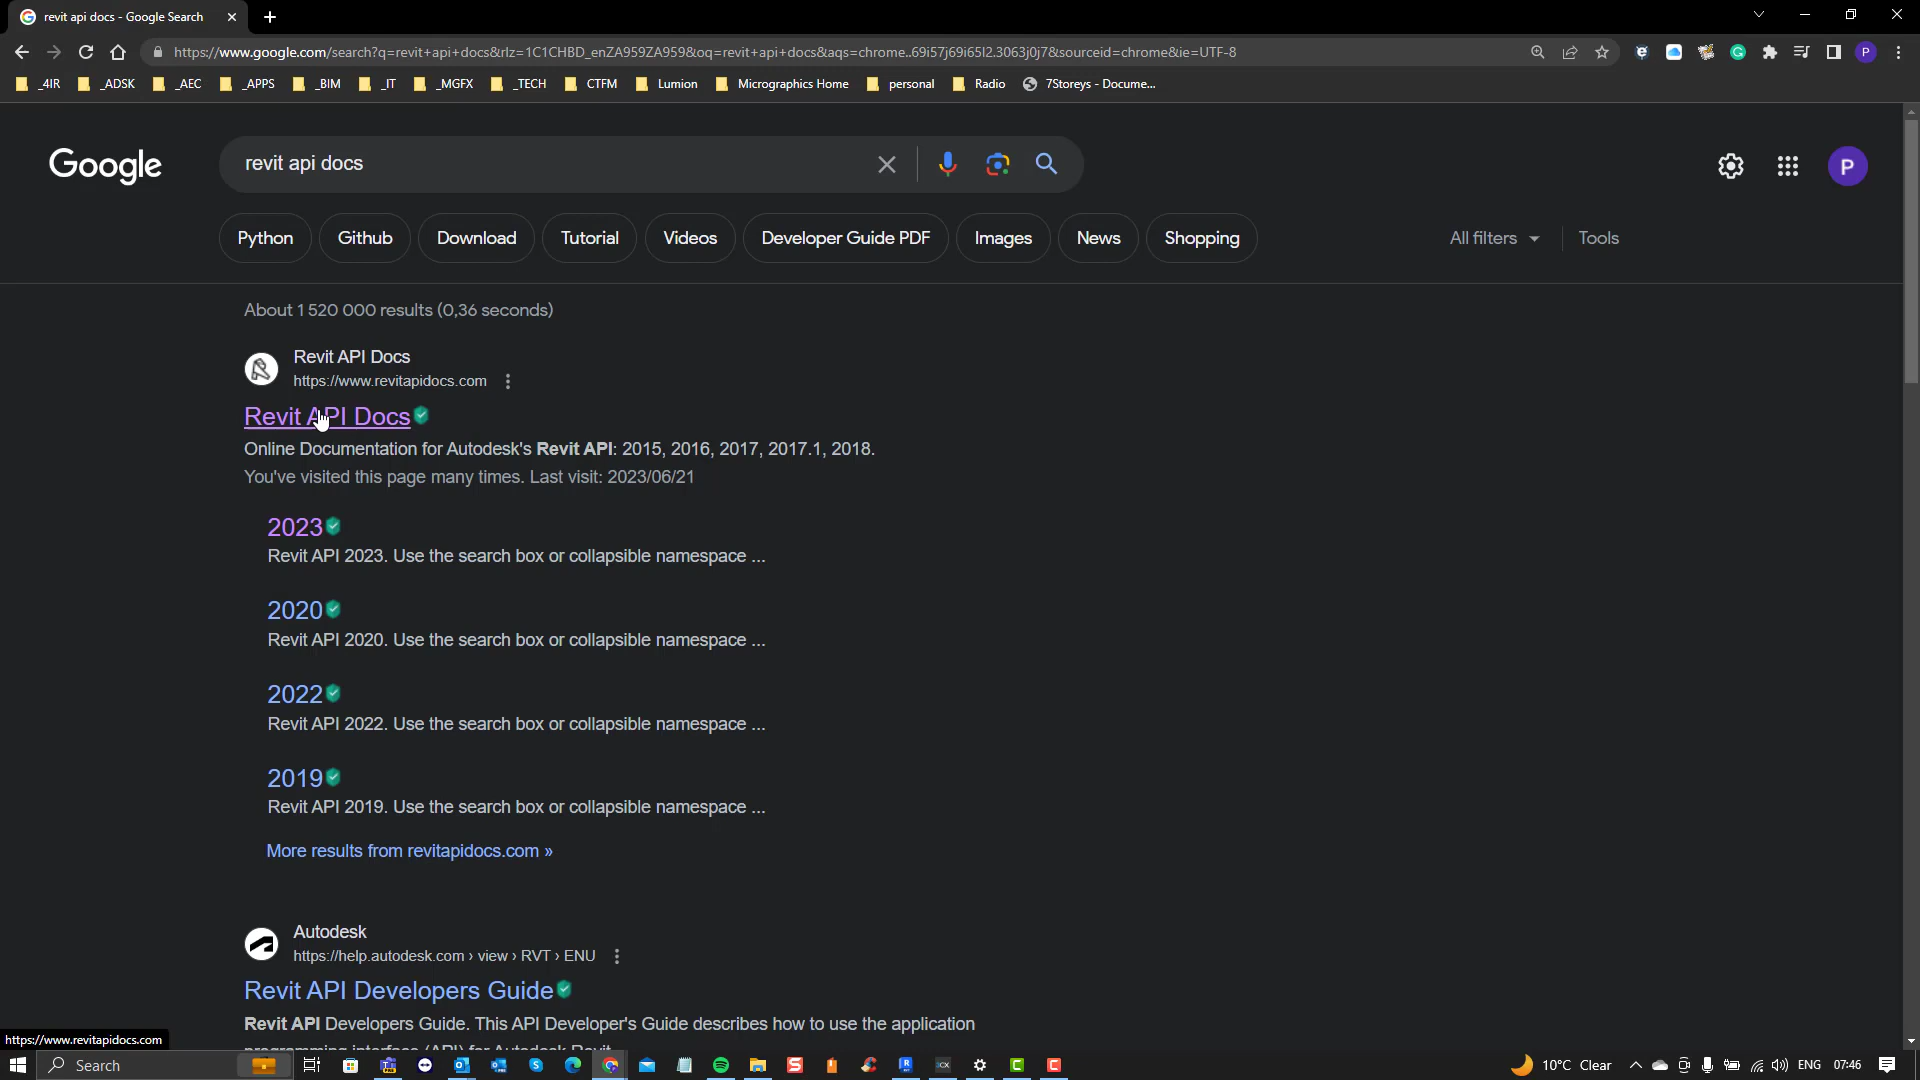 revit api docs - Google Search
https://www.google.com/search?q=revit+api+docs&rlz=1C1CHBD_enZA959ZA959&oq=revit+api+docs&aqs=chrome..69i57j69i65l2.3063j0j7&sourceid=chrome&ie=UTF-8
P
_4IR _ADSK _AEC _APPS _BIM _IT _MGFX _TECH CTFM Lumion Micrographics Home personal Radio 7Storeys - Docume...
Google
revit api docs
P
Python Github Download Tutorial Videos Developer Guide PDF Images News Shopping All filters Tools
About 1 520 000 results (0,36 seconds)
Revit API Docs
https://www.revitapidocs.com
Revit API Docs
Online Documentation for Autodesk's Revit API: 2015, 2016, 2017, 2017.1, 2018.
You've visited this page many times. Last visit: 2023/06/21
2023
Revit API 2023. Use the search box or collapsible namespace ...
2020
Revit API 2020. Use the search box or collapsible namespace ...
2022
Revit API 2022. Use the search box or collapsible namespace ...
2019
Revit API 2019. Use the search box or collapsible namespace ...
More results from revitapidocs.com »
Autodesk
https://help.autodesk.com › view › RVT › ENU
Revit API Developers Guide
Revit API Developers Guide. This API Developer's Guide describes how to use the application
programming interface (API) for Autodesk Revit
https://www.revitapidocs.com
Search
10°C Clear
ENG 07:46